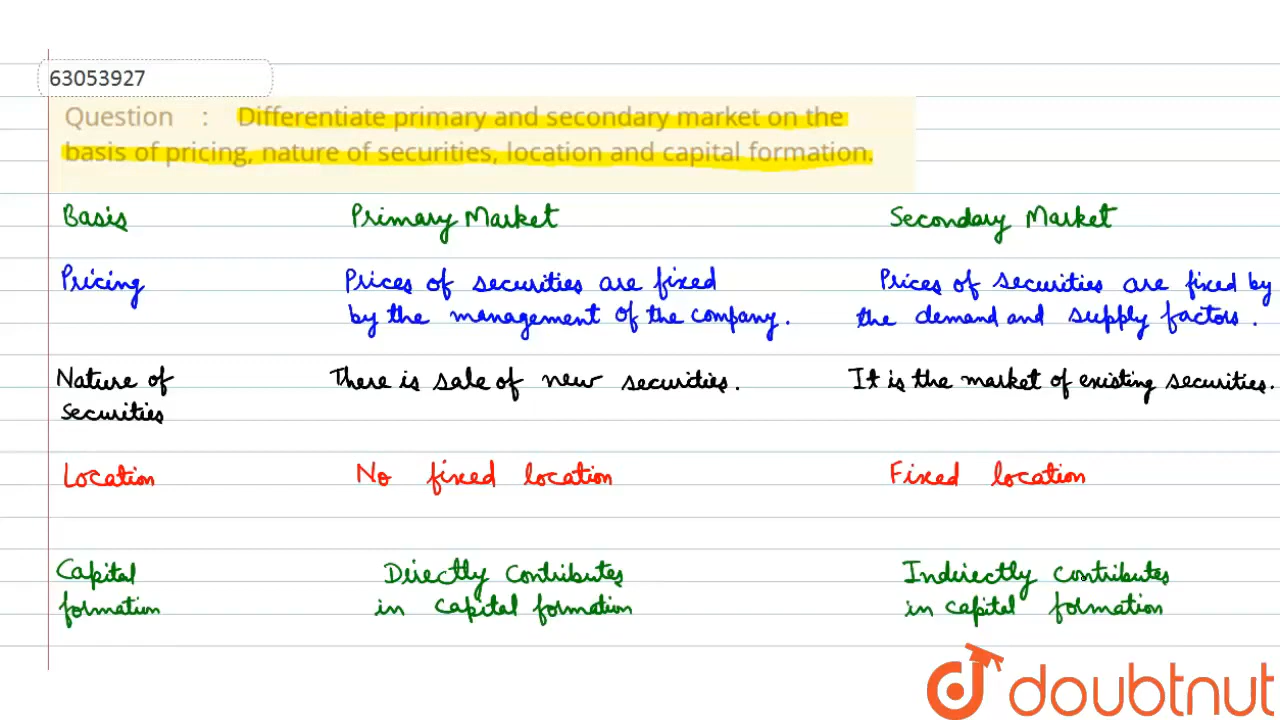 63053927
Question : Differentiate primary and secondary market on the
basis of pricing, nature of securities, location and capital formation.
Basis Primary Market Secondary Market
Pricing Prices of securities are fixed Prices of securities are fixed by
by the management of the company. the demand and supply factors.
Nature of There is sale of new securities. It is the market of existing securities.
securities
Location No fixed location Fixed location
Capital Directly contributes Indirectly contributes
formation in capital formation in capital formation
doubtnut